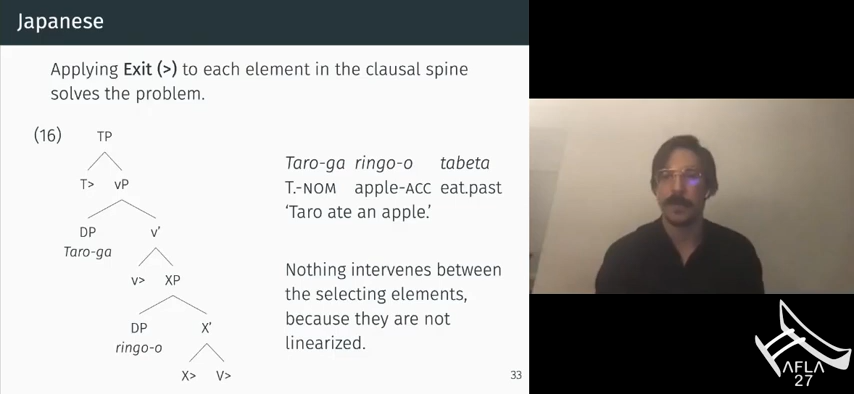 Japanese
Applying Exit (>) to each element in the clausal spine
solves the problem.
(16) TP
T> vP
DP v'
Taro-ga
v> XP
DP X'
ringo-o
X> V>
Taro-ga ringo-o tabeta
T.-NOM apple-ACC eat.past
‘Taro ate an apple.’
Nothing intervenes between
the selecting elements,
because they are not
linearized.
33
AFLA
27